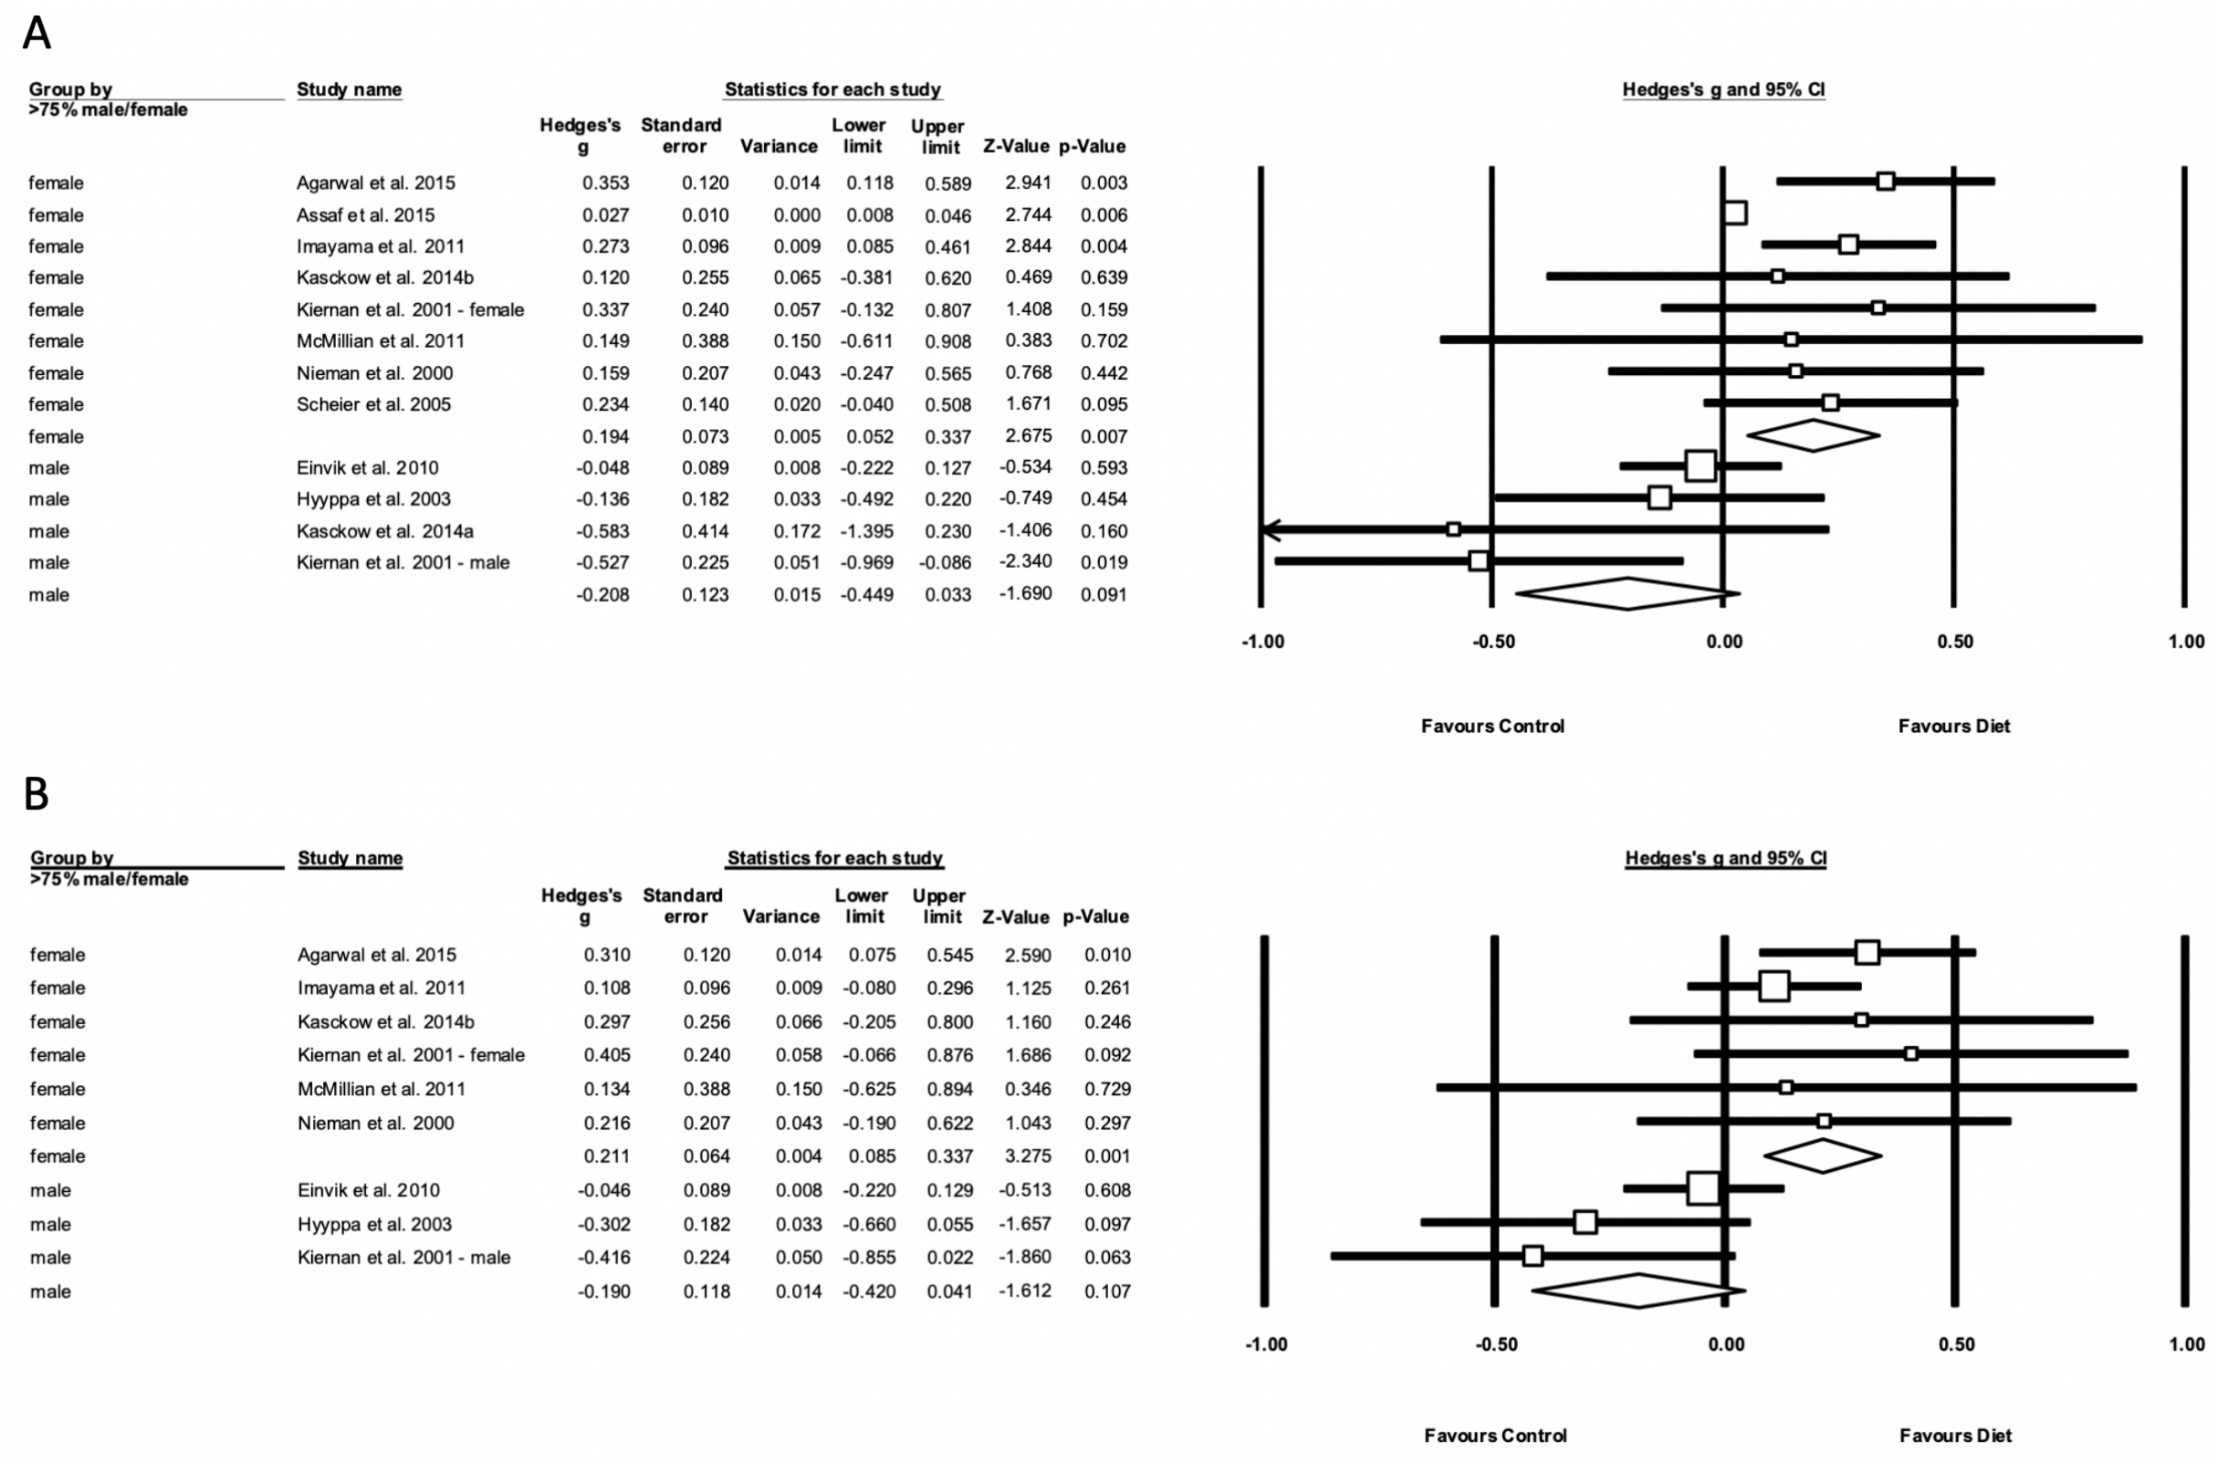 A
Group by Study name Statistics for each study Hedges's g and 95% CI
>75% male/female
Hedges's Standard Lower Upper
g error Variance limit limit Z-Value p-Value
female Agarwal et al. 2015 0.353 0.120 0.014 0.118 0.589 2.941 0.003
female Assaf et al. 2015 0.027 0.010 0.000 0.008 0.046 2.744 0.006
female Imayama et al. 2011 0.273 0.096 0.009 0.085 0.461 2.844 0.004
female Kasckow et al. 2014b 0.120 0.255 0.065 -0.381 0.620 0.469 0.639
female Kiernan et al. 2001 - female 0.337 0.240 0.057 -0.132 0.807 1.408 0.159
female McMillian et al. 2011 0.149 0.388 0.150 -0.611 0.908 0.383 0.702
female Nieman et al. 2000 0.159 0.207 0.043 -0.247 0.565 0.768 0.442
female Scheier et al. 2005 0.234 0.140 0.020 -0.040 0.508 1.671 0.095
female 0.194 0.073 0.005 0.052 0.337 2.675 0.007
male Einvik et al. 2010 -0.048 0.089 0.008 -0.222 0.127 -0.534 0.593
male Hyyppa et al. 2003 -0.136 0.182 0.033 -0.492 0.220 -0.749 0.454
male Kasckow et al. 2014a -0.583 0.414 0.172 -1.395 0.230 -1.406 0.160
male Kiernan et al. 2001 - male -0.527 0.225 0.051 -0.969 -0.086 -2.340 0.019
male -0.208 0.123 0.015 -0.449 0.033 -1.690 0.091
-1.00 -0.50 0.00 0.50 1.00
Favours Control Favours Diet
B
Group by Study name Statistics for each study Hedges's g and 95% CI
>75% male/female
Hedges's Standard Lower Upper
g error Variance limit limit Z-Value p-Value
female Agarwal et al. 2015 0.310 0.120 0.014 0.075 0.545 2.590 0.010
female Imayama et al. 2011 0.108 0.096 0.009 -0.080 0.296 1.125 0.261
female Kasckow et al. 2014b 0.297 0.256 0.066 -0.205 0.800 1.160 0.246
female Kiernan et al. 2001 - female 0.405 0.240 0.058 -0.066 0.876 1.686 0.092
female McMillian et al. 2011 0.134 0.388 0.150 -0.625 0.894 0.346 0.729
female Nieman et al. 2000 0.216 0.207 0.043 -0.190 0.622 1.043 0.297
female 0.211 0.064 0.004 0.085 0.337 3.275 0.001
male Einvik et al. 2010 -0.046 0.089 0.008 -0.220 0.129 -0.513 0.608
male Hyyppa et al. 2003 -0.302 0.182 0.033 -0.660 0.055 -1.657 0.097
male Kiernan et al. 2001 - male -0.416 0.224 0.050 -0.855 0.022 -1.860 0.063
male -0.190 0.118 0.014 -0.420 0.041 -1.612 0.107
-1.00 -0.50 0.00 0.50 1.00
Favours Control Favours Diet